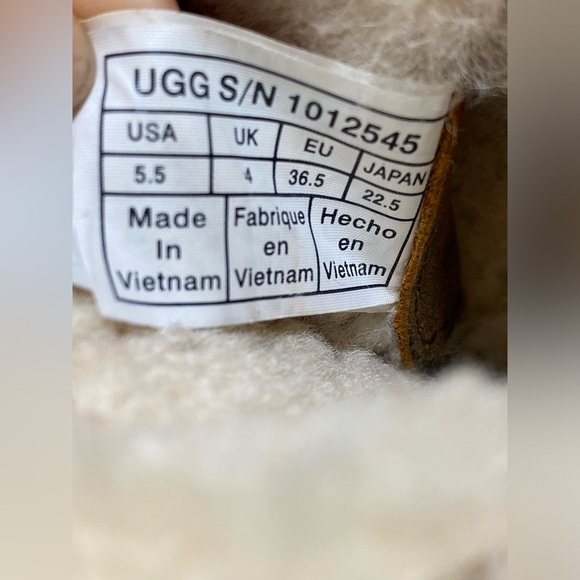 UGG S/N 1012545
USA UK EU JAPAN
5.5 4 36.5 22.5
Made Fabrique Hecho
In en en
Vietnam Vietnam Vietnam